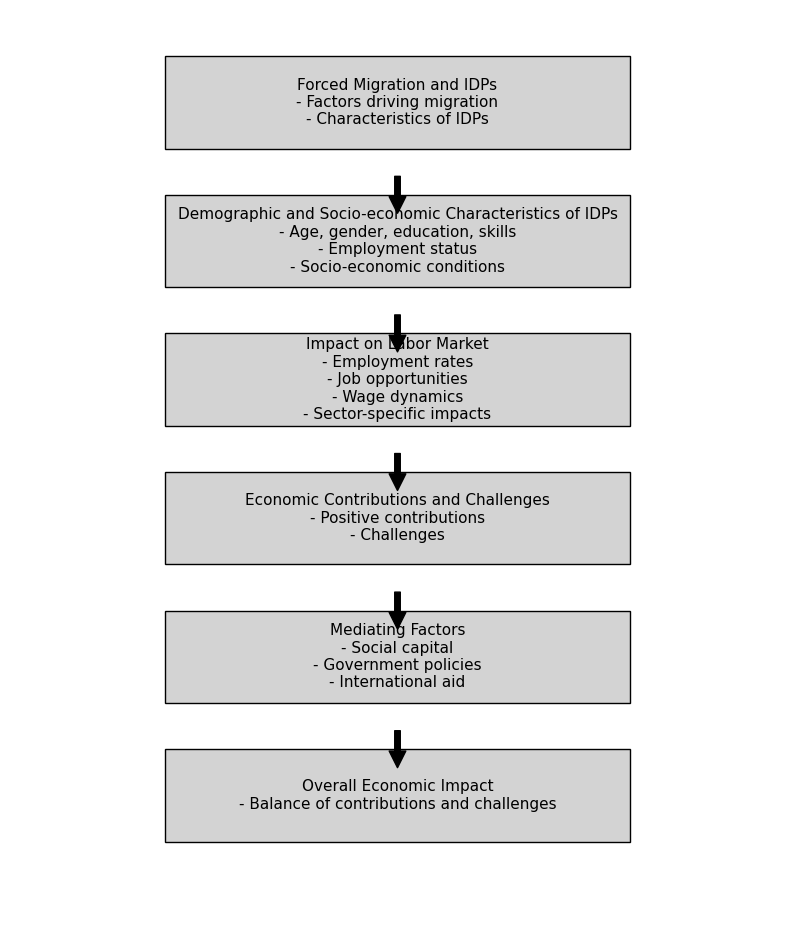 Forced Migration and IDPs
- Factors driving migration
- Characteristics of IDPs
Demographic and Socio-economic Characteristics of IDPs
- Age, gender, education, skills
- Employment status
- Socio-economic conditions
Impact on Labor Market
- Employment rates
- Job opportunities
- Wage dynamics
- Sector-specific impacts
Economic Contributions and Challenges
- Positive contributions
- Challenges
Mediating Factors
- Social capital
- Government policies
- International aid
Overall Economic Impact
- Balance of contributions and challenges